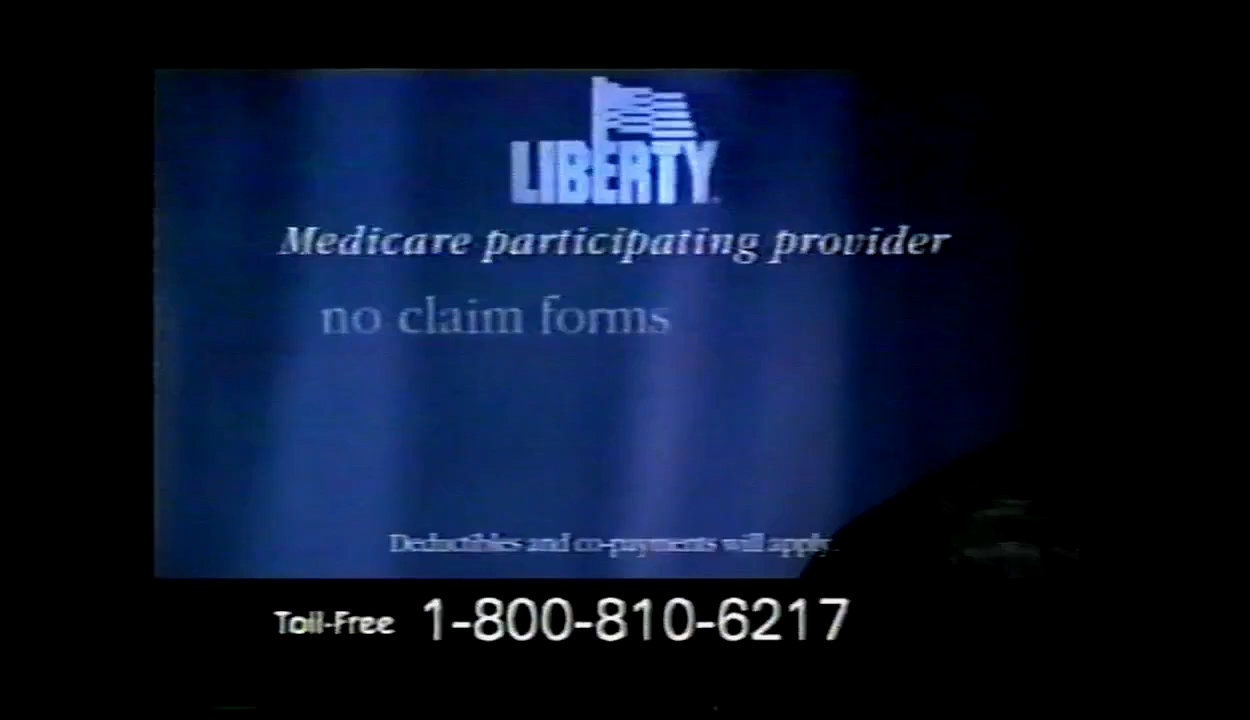 LIBERTY
Medicare participating provider
no claim forms
Deductibles and co-payments will apply.
Toll-Free 1-800-810-6217